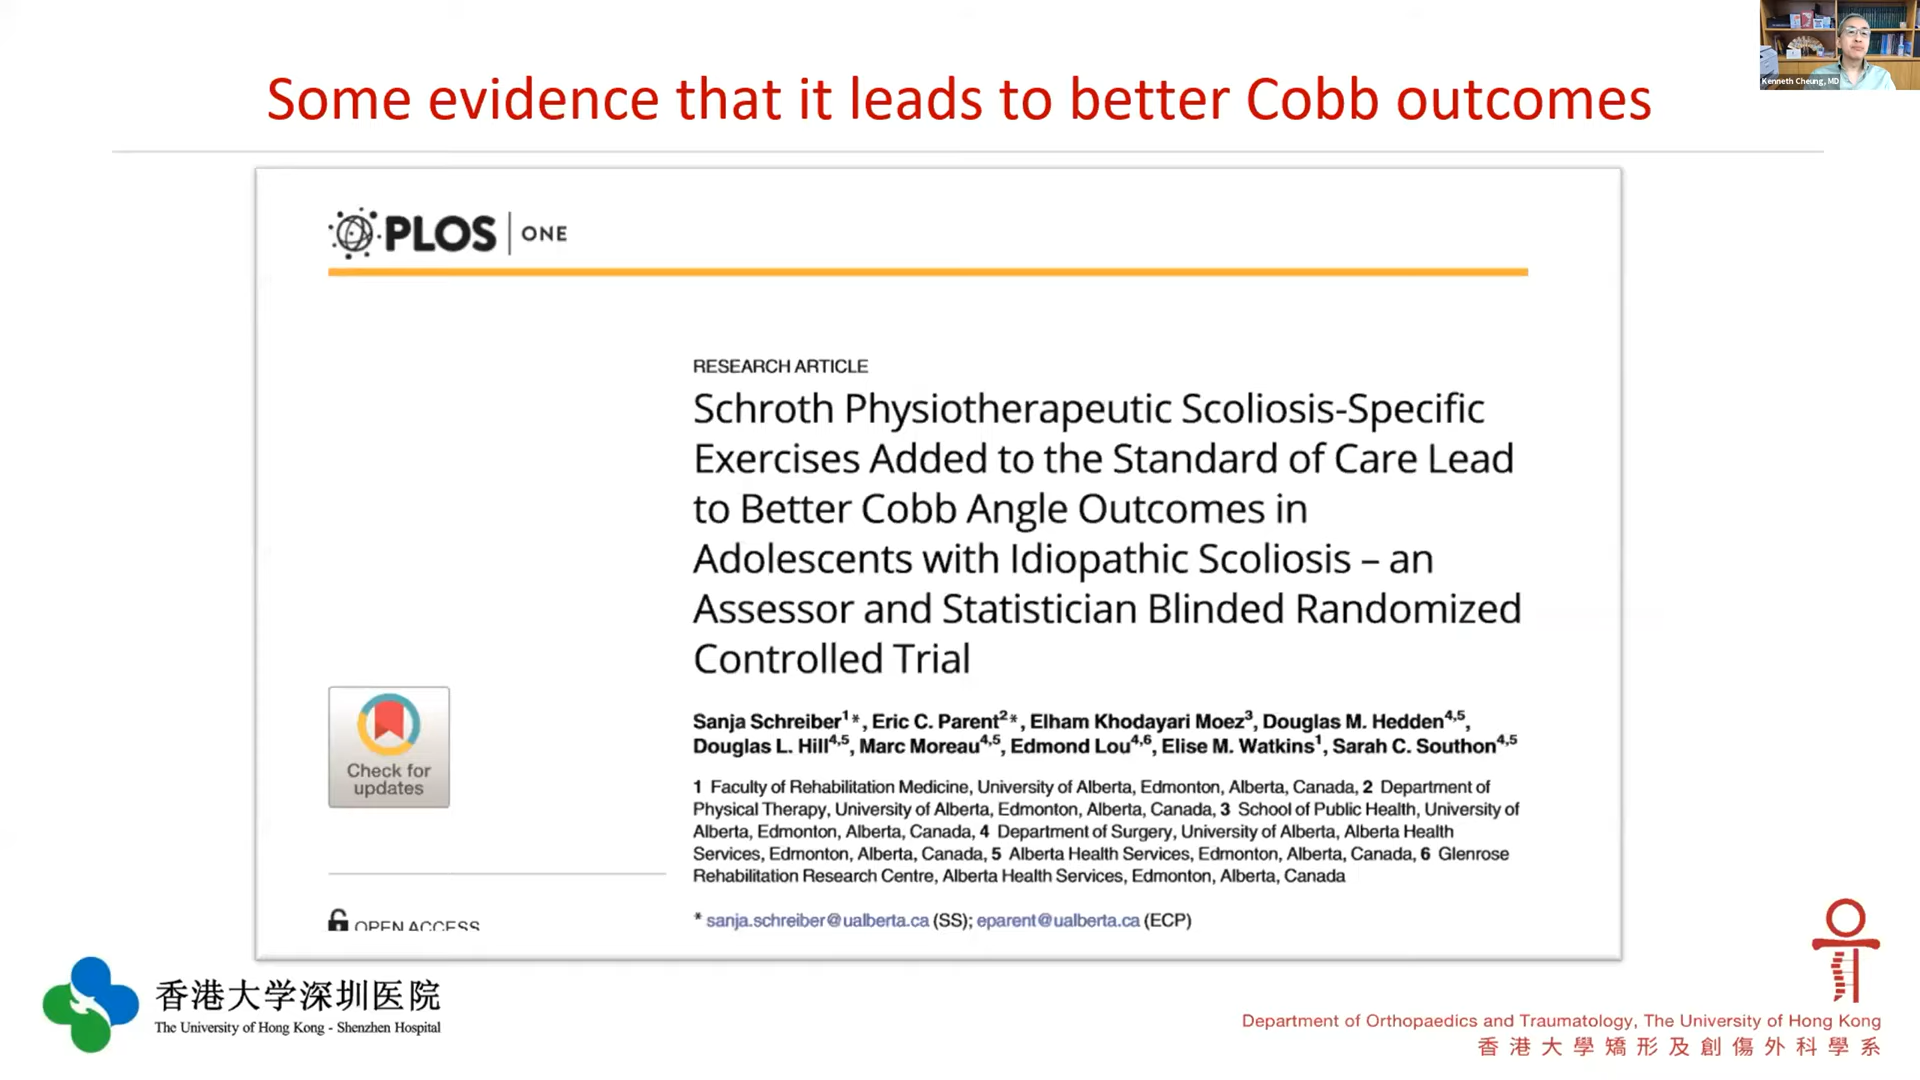 Kenneth Cheung, MD
Some evidence that it leads to better Cobb outcomes
PLOS | ONE
RESEARCH ARTICLE
Schroth Physiotherapeutic Scoliosis-Specific
Exercises Added to the Standard of Care Lead
to Better Cobb Angle Outcomes in
Adolescents with Idiopathic Scoliosis – an
Assessor and Statistician Blinded Randomized
Controlled Trial
Check for
updates
Sanja Schreiber1*, Eric C. Parent2*, Elham Khodayari Moez3, Douglas M. Hedden4,5,
Douglas L. Hill4,5, Marc Moreau4,5, Edmond Lou4,6, Elise M. Watkins1, Sarah C. Southon4,5
1 Faculty of Rehabilitation Medicine, University of Alberta, Edmonton, Alberta, Canada, 2 Department of
Physical Therapy, University of Alberta, Edmonton, Alberta, Canada, 3 School of Public Health, University of
Alberta, Edmonton, Alberta, Canada, 4 Department of Surgery, University of Alberta, Alberta Health
Services, Edmonton, Alberta, Canada, 5 Alberta Health Services, Edmonton, Alberta, Canada, 6 Glenrose
Rehabilitation Research Centre, Alberta Health Services, Edmonton, Alberta, Canada
OPEN ACCESS
* sanja.schreiber@ualberta.ca (SS); eparent@ualberta.ca (ECP)
香港大学深圳医院
The University of Hong Kong - Shenzhen Hospital
Department of Orthopaedics and Traumatology, The University of Hong Kong
香港大學矯形及創傷外科學系